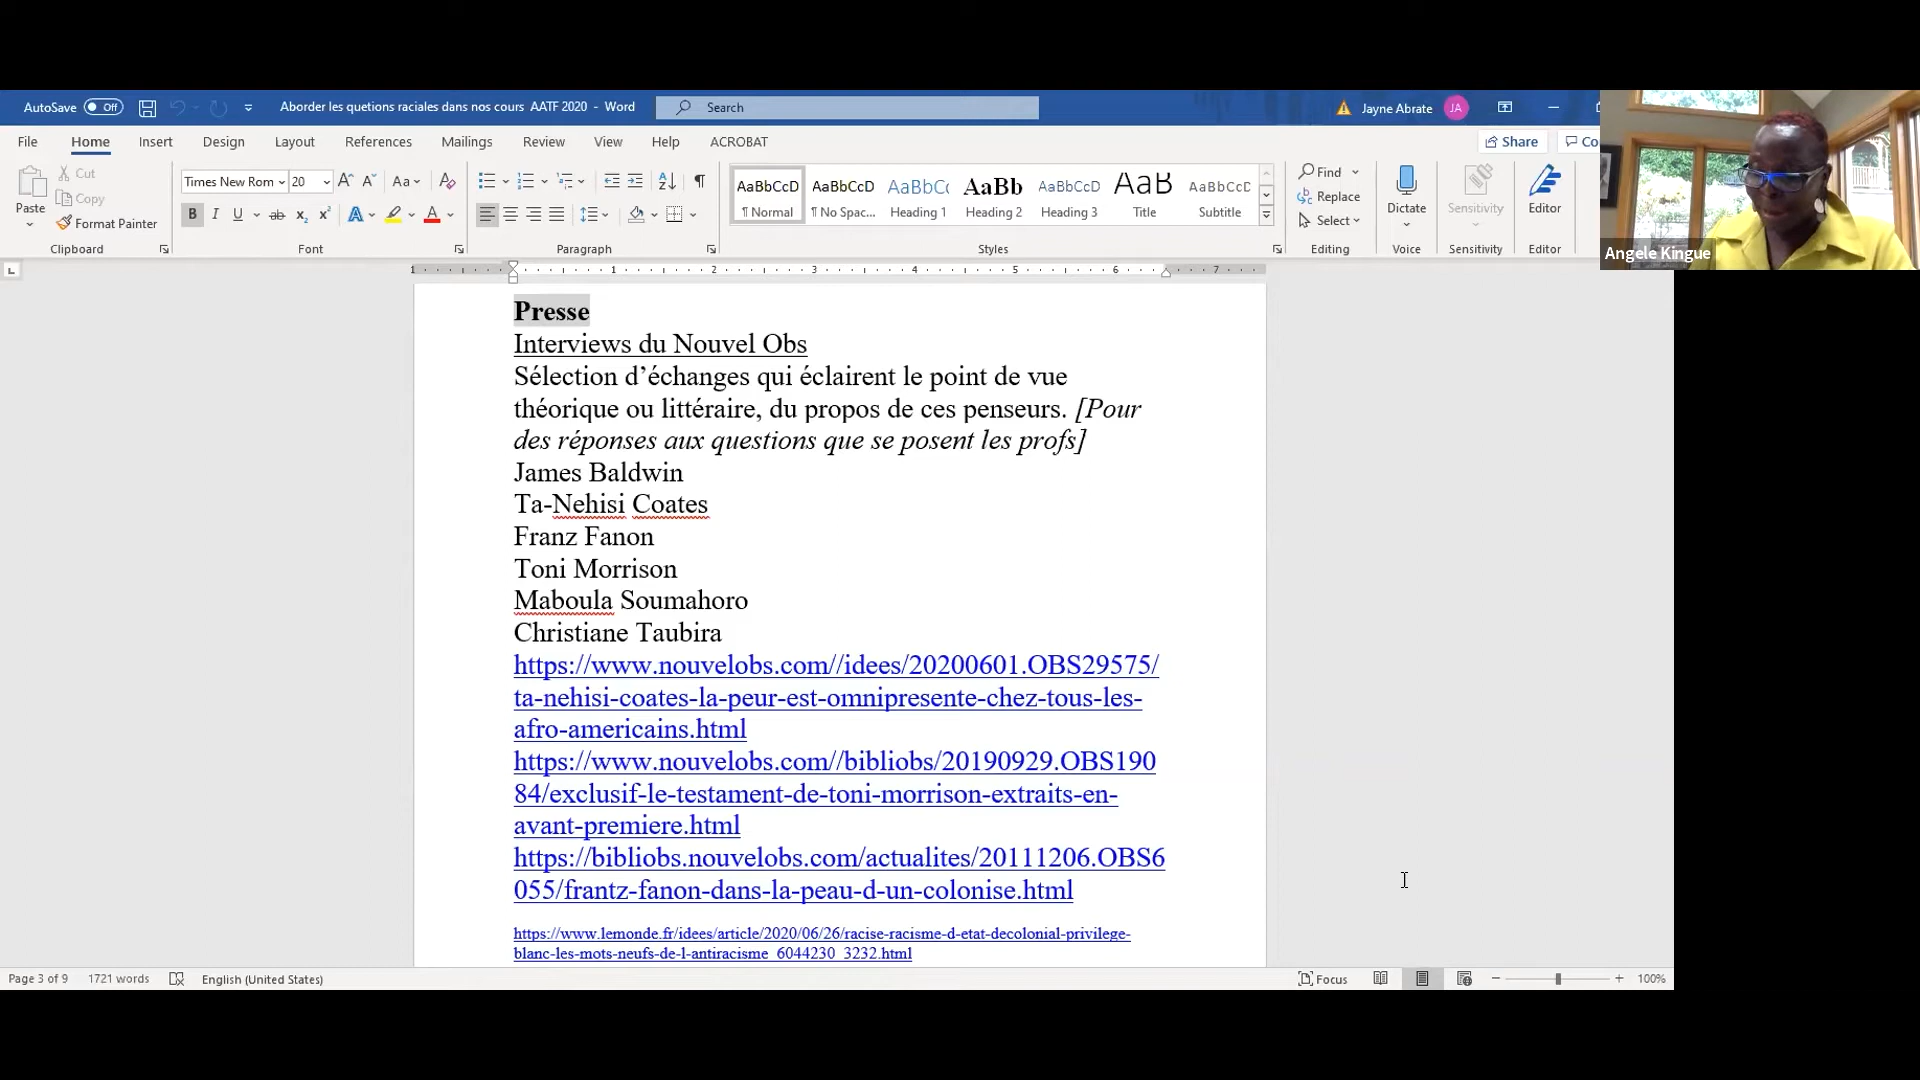 AutoSave Off Aborder les quetions raciales dans nos cours AATF 2020 - Word Search Jayne Abrate JA
File Home Insert Design Layout References Mailings Review View Help ACROBAT Share Co
Paste Cut Copy Format Painter Clipboard
Times New Rom 20 Font
Paragraph
AaBbCcD AaBbCcD AaBbCc AaBb AaBbCcD AaB AaBbCcD
¶ Normal ¶ No Spac... Heading 1 Heading 2 Heading 3 Title Subtitle
Styles
Find Replace Select Editing
Dictate Voice
Sensitivity Sensitivity
Editor Editor
Angele Kingue
1 1 2 3 4 5 6 7
Presse
Interviews du Nouvel Obs
Sélection d’échanges qui éclairent le point de vue
théorique ou littéraire, du propos de ces penseurs. [Pour
des réponses aux questions que se posent les profs]
James Baldwin
Ta-Nehisi Coates
Franz Fanon
Toni Morrison
Maboula Soumahoro
Christiane Taubira
https://www.nouvelobs.com//idees/20200601.OBS29575/
ta-nehisi-coates-la-peur-est-omnipresente-chez-tous-les-
afro-americains.html
https://www.nouvelobs.com//bibliobs/20190929.OBS190
84/exclusif-le-testament-de-toni-morrison-extraits-en-
avant-premiere.html
https://bibliobs.nouvelobs.com/actualites/20111206.OBS6
055/frantz-fanon-dans-la-peau-d-un-colonise.html
https://www.lemonde.fr/idees/article/2020/06/26/racise-racisme-d-etat-decolonial-privilege-
blanc-les-mots-neufs-de-l-antiracisme_6044230_3232.html
Page 3 of 9 1721 words English (United States) Focus 100%